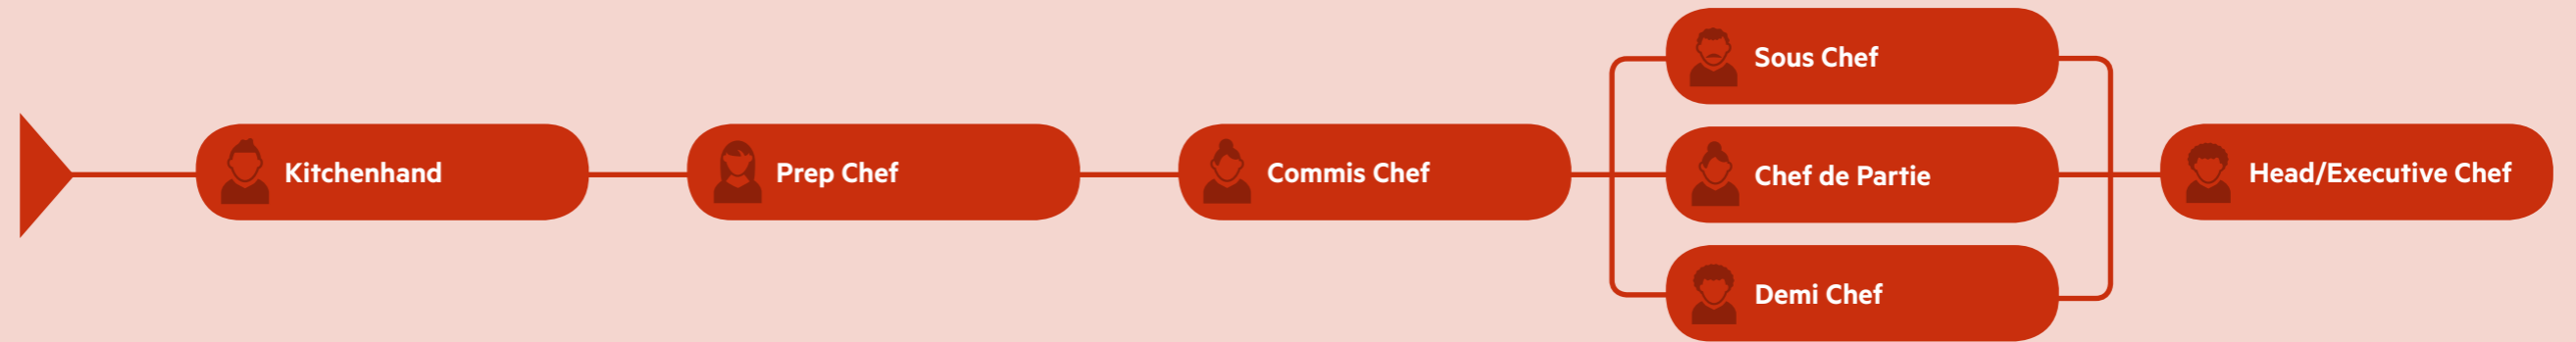 Kitchenhand
Prep Chef
Commis Chef
Sous Chef
Chef de Partie
Demi Chef
Head/Executive Chef